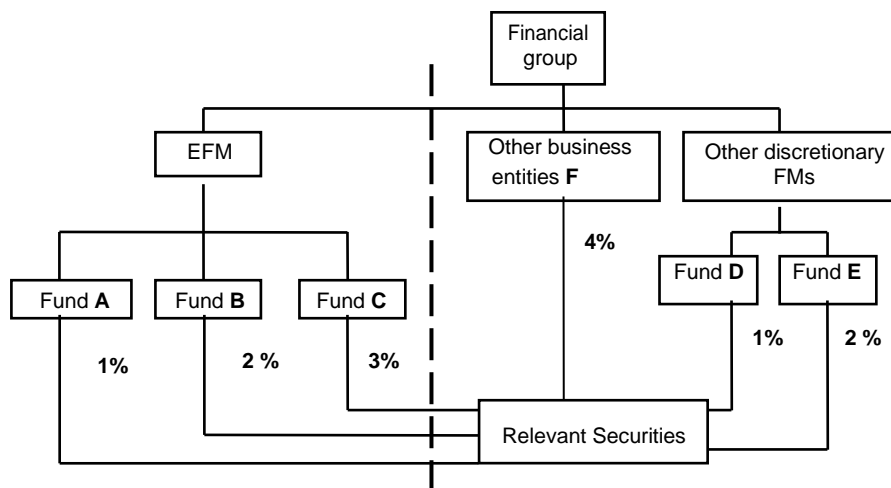 Financial
group
EFM
Other business
entities F
Other discretionary
FMs
4%
Fund D
Fund E
Fund A
Fund B
Fund C
1%
2 %
3%
1%
2 %
Relevant Securities